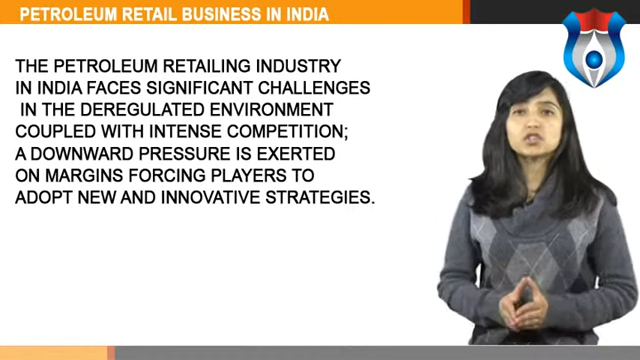 PETROLEUM RETAIL BUSINESS IN INDIA
THE PETROLEUM RETAILING INDUSTRY
IN INDIA FACES SIGNIFICANT CHALLENGES
IN THE DEREGULATED ENVIRONMENT
COUPLED WITH INTENSE COMPETITION;
A DOWNWARD PRESSURE IS EXERTED
ON MARGINS FORCING PLAYERS TO
ADOPT NEW AND INNOVATIVE STRATEGIES.